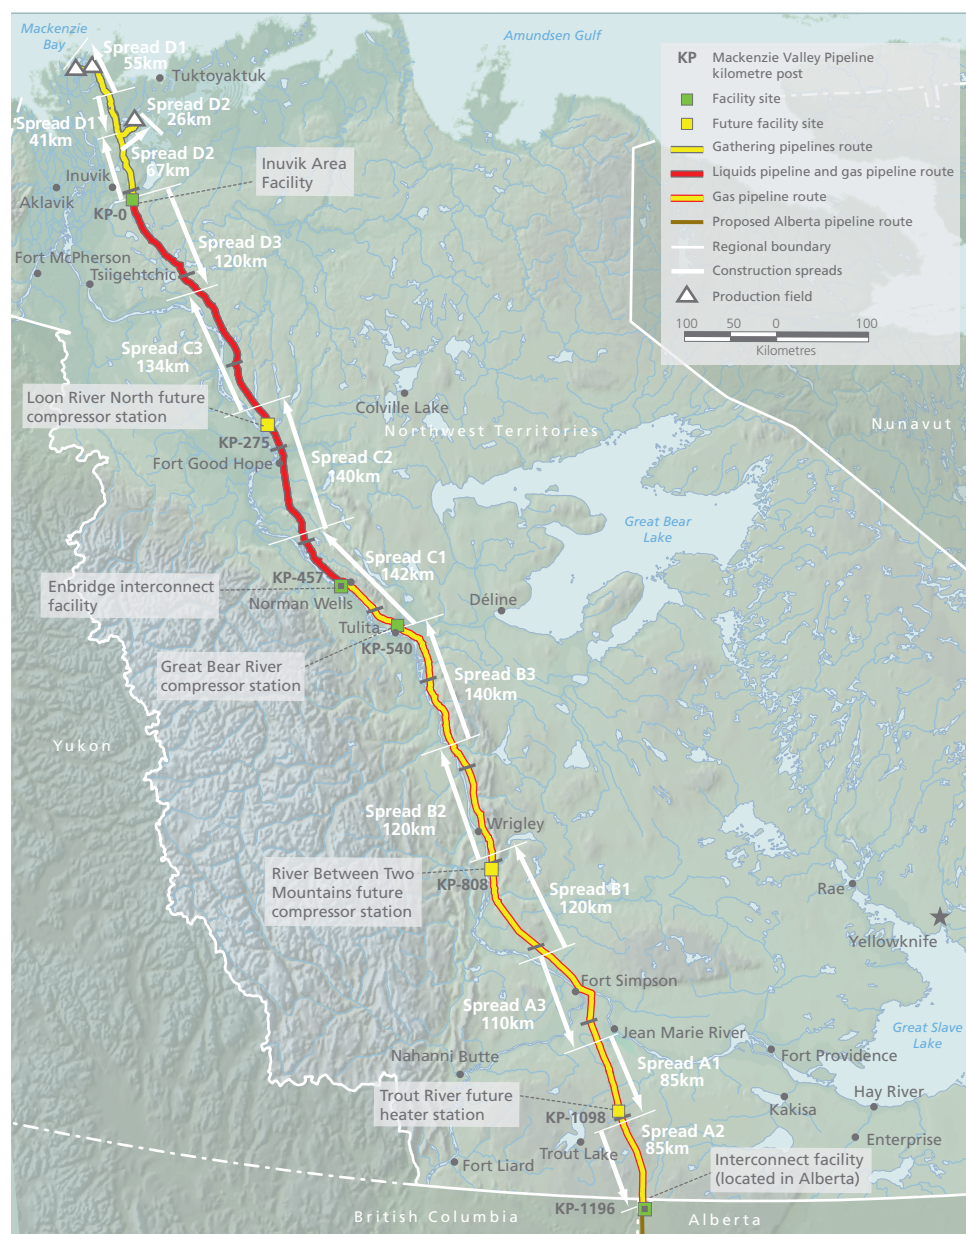 Mackenzie
Bay
Amundsen Gulf
Spread D1
55km
Tuktoyaktuk
Spread D2
26km
Spread D1
41km
Spread D2
67km
Inuvik
Aklavik
KP-0
Inuvik Area
Facility
KP Mackenzie Valley Pipeline
kilometre post
Facility site
Future facility site
Gathering pipelines route
Liquids pipeline and gas pipeline route
Gas pipeline route
Proposed Alberta pipeline route
Regional boundary
Construction spreads
Production field
100 50 0 100
Kilometres
Fort McPherson
Tsiigehtchic
Spread D3
120km
Spread C3
134km
Loon River North future
compressor station
KP-275
Fort Good Hope
Colville Lake
Northwest Territories
Nunavut
Spread C2
140km
Great Bear
Lake
Spread C1
142km
KP-457
Enbridge interconnect
facility
Norman Wells
Déline
Tulita
KP-540
Great Bear River
compressor station
Spread B3
140km
Yukon
Spread B2
120km
Wrigley
River Between Two
Mountains future
compressor station
KP-808
Spread B1
120km
Rae
Yellowknife
Fort Simpson
Spread A3
110km
Jean Marie River
Great Slave
Lake
Nahanni Butte
Fort Providence
Spread A1
85km
Hay River
Kakisa
Trout River future
heater station
KP-1098
Spread A2
85km
Enterprise
Trout Lake
Fort Liard
Interconnect facility
(located in Alberta)
KP-1196
British Columbia
Alberta